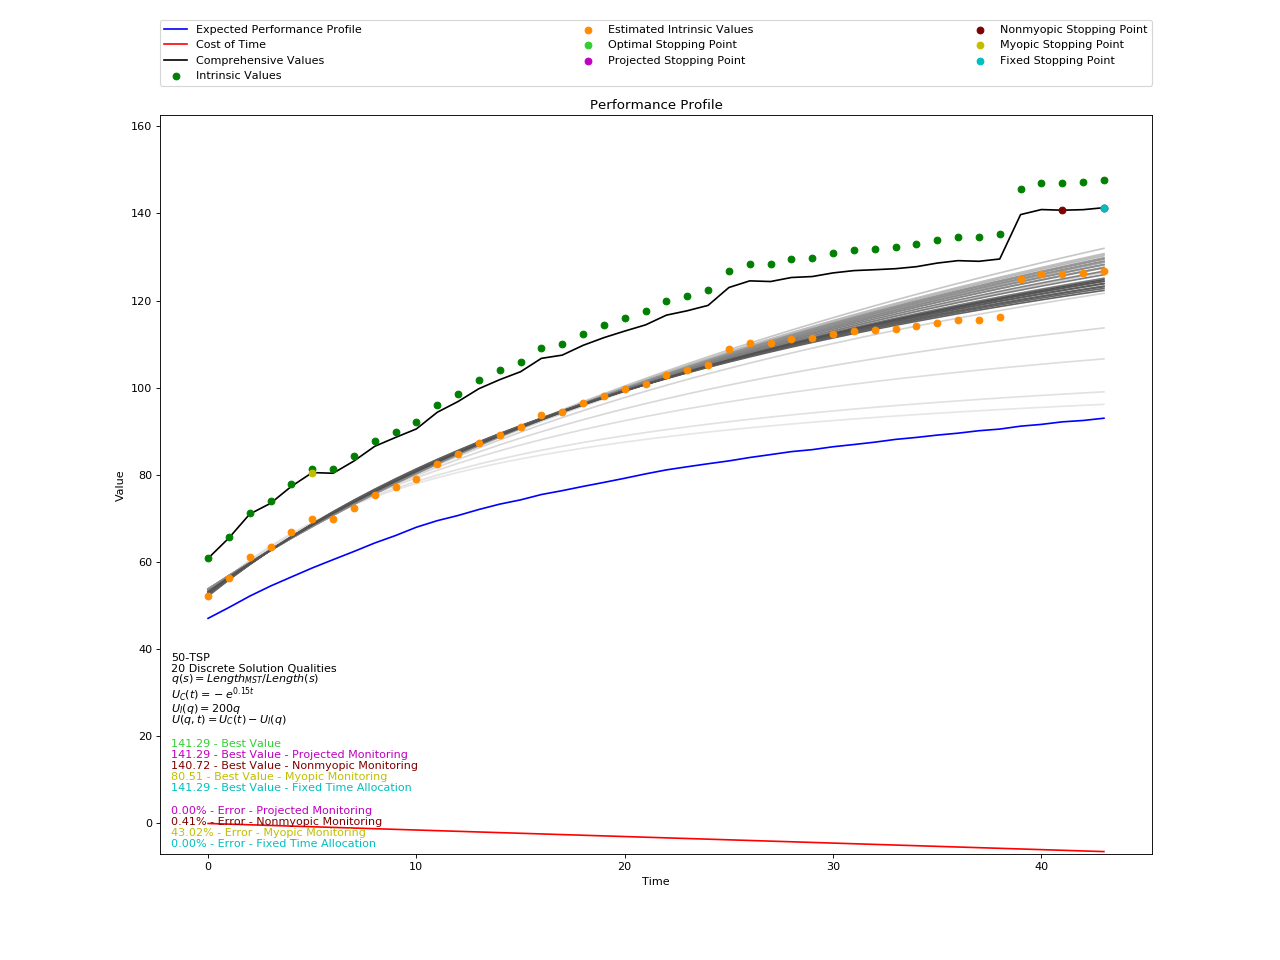 Expected Performance Profile
Cost of Time
Comprehensive Values
Intrinsic Values
Estimated Intrinsic Values
Optimal Stopping Point
Projected Stopping Point
Nonmyopic Stopping Point
Myopic Stopping Point
Fixed Stopping Point
Performance Profile
160
140
120
100
80
60
40
20
0
Value
50-TSP
20 Discrete Solution Qualities
q(s) = Length_{MST}/Length(s)
U_C(t) = -e^{0.15t}
U_I(q) = 200q
U(q, t) = U_C(t) - U_I(q)
141.29 - Best Value
141.29 - Best Value - Projected Monitoring
140.72 - Best Value - Nonmyopic Monitoring
80.51 - Best Value - Myopic Monitoring
141.29 - Best Value - Fixed Time Allocation
0.00% - Error - Projected Monitoring
0.41% - Error - Nonmyopic Monitoring
43.02% - Error - Myopic Monitoring
0.00% - Error - Fixed Time Allocation
0 10 20 30 40
Time